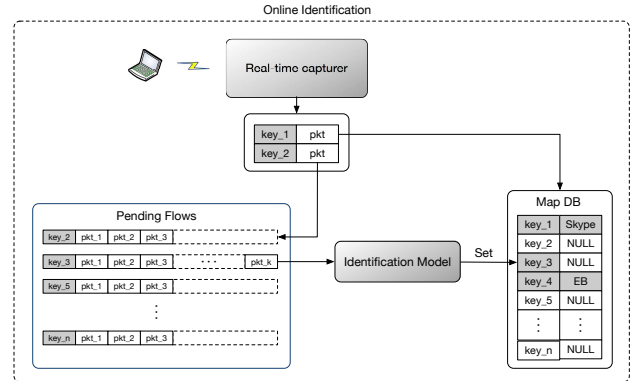 Online Identification
Real-time capturer
key_1 pkt
key_2 pkt
Pending Flows
key_2 pkt_1 pkt_2 pkt_3
key_3 pkt_1 pkt_2 pkt_3 ··· pkt_k
key_5 pkt_1 pkt_2 pkt_3
⋮
key_n pkt_1 pkt_2 pkt_3
Identification Model
Set
Map DB
key_1 Skype
key_2 NULL
key_3 NULL
key_4 EB
key_5 NULL
⋮ ⋮
key_n NULL